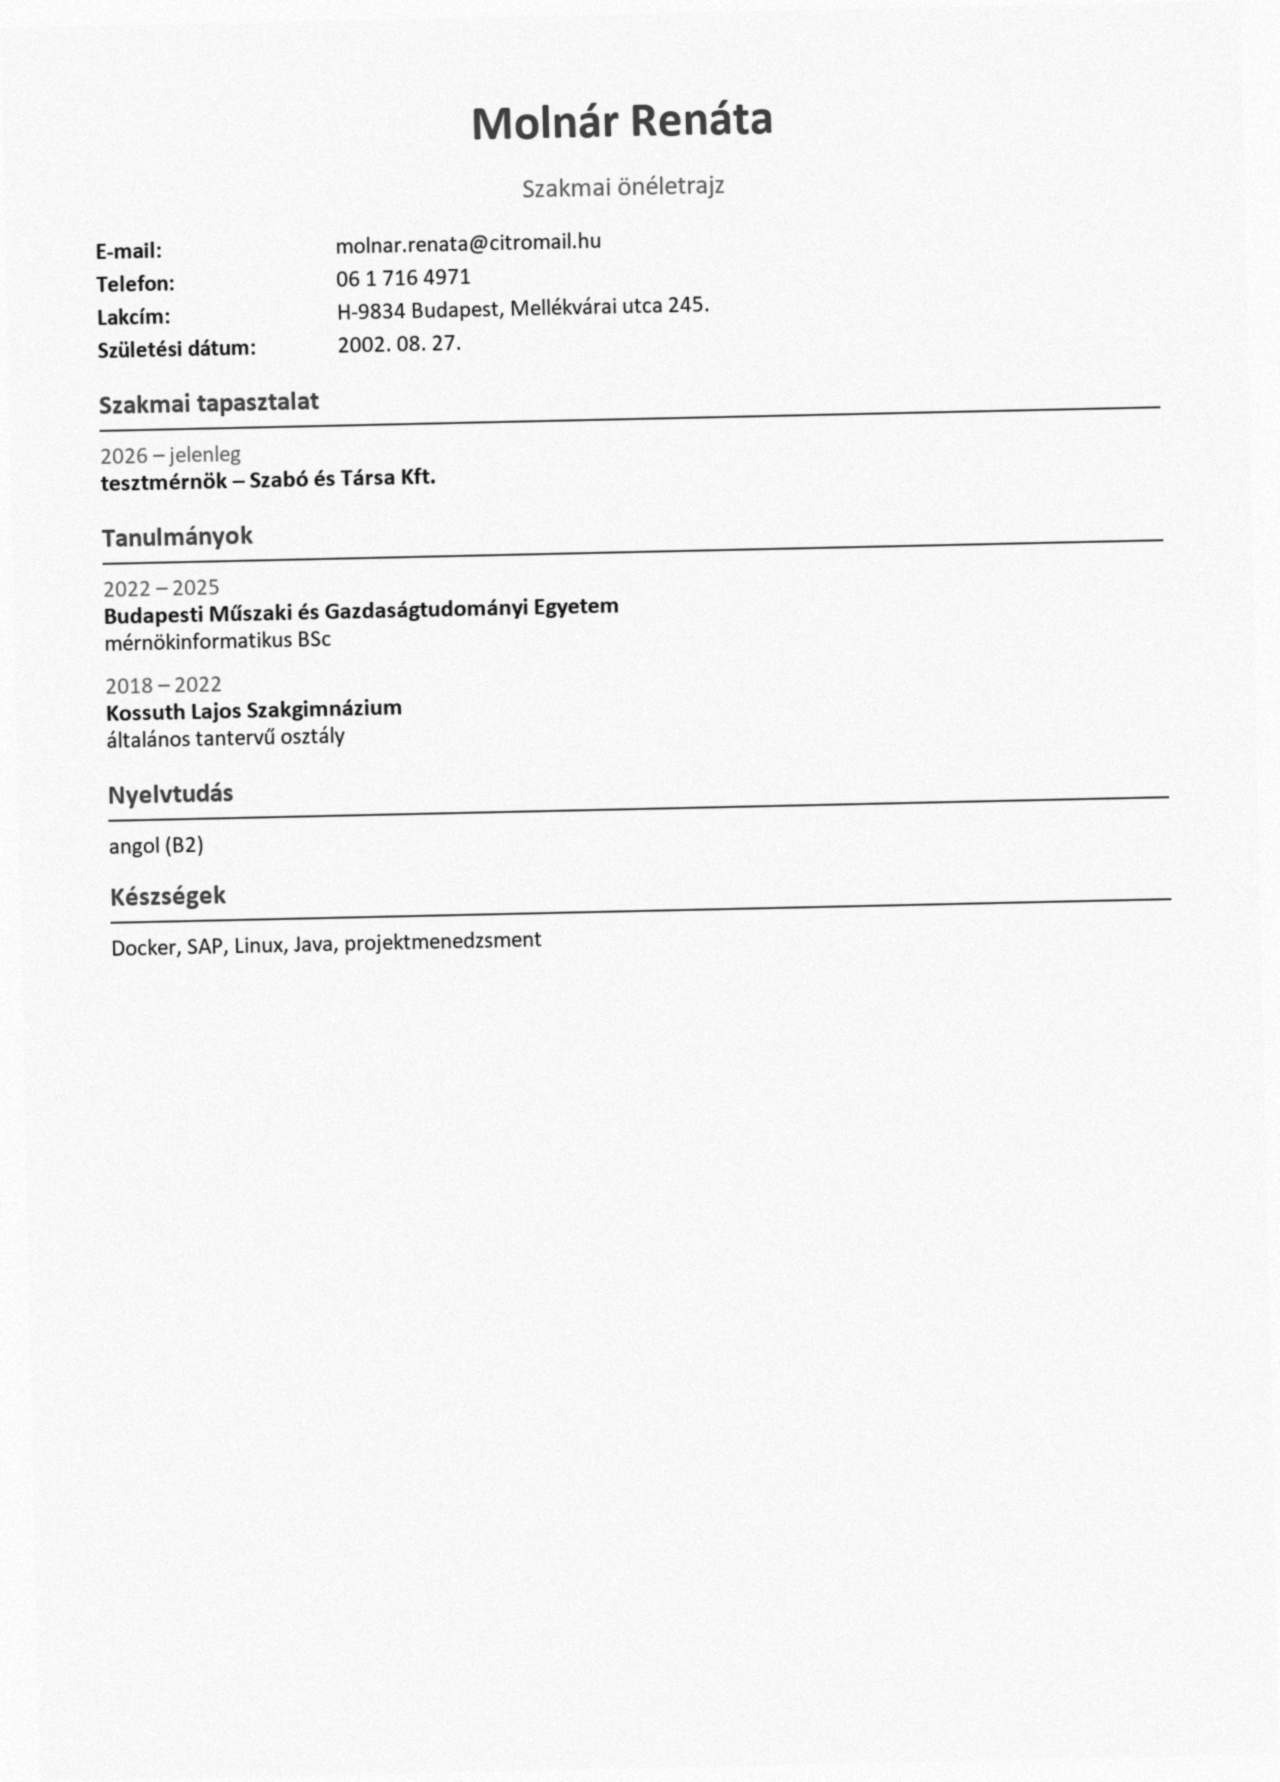 Molnár Renáta
Szakmai önéletrajz
E-mail: molnar.renata@citromail.hu
Telefon: 06 1 716 4971
Lakcím: H-9834 Budapest, Mellékvárai utca 245.
Születési dátum: 2002. 08. 27.
Szakmai tapasztalat
2026 – jelenleg
tesztmérnök – Szabó és Társa Kft.
Tanulmányok
2022 – 2025
Budapesti Műszaki és Gazdaságtudományi Egyetem
mérnökinformatikus BSc
2018 – 2022
Kossuth Lajos Szakgimnázium
általános tantervű osztály
Nyelvtudás
angol (B2)
Készségek
Docker, SAP, Linux, Java, projektmenedzsment